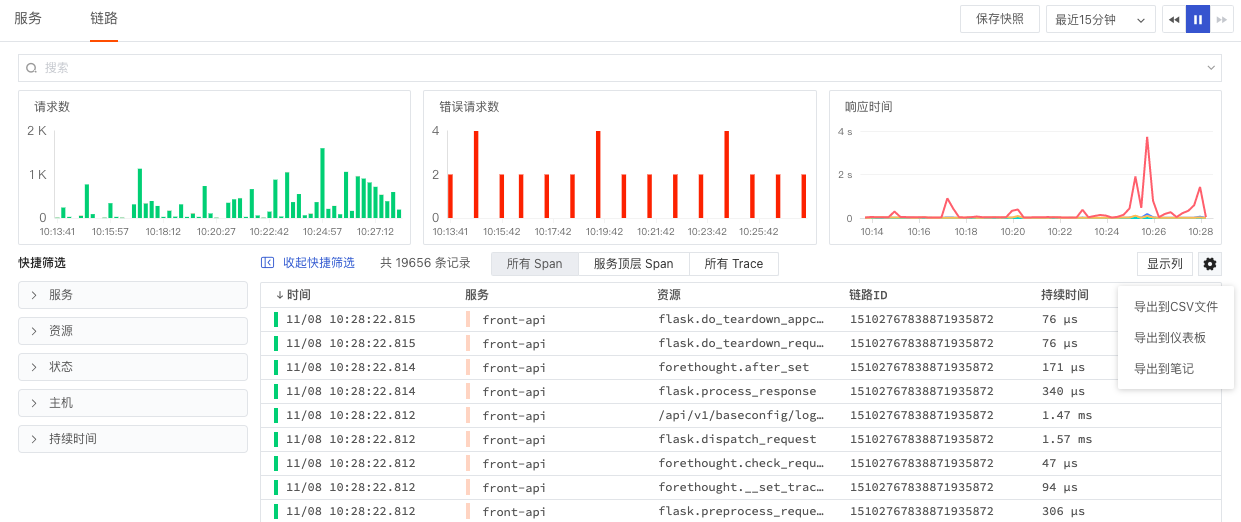 服务 链路 保存快照 最近15分钟
搜索
请求数 错误请求数 响应时间
2 K 4 4 s
1 K 2 2 s
0 0 0
10:13:41 10:15:57 10:18:12 10:20:27 10:22:42 10:24:57 10:27:12 10:13:41 10:15:42 10:17:42 10:19:42 10:21:42 10:23:42 10:25:42 10:14 10:16 10:18 10:20 10:22 10:24 10:26 10:28
快捷筛选 收起快捷筛选 共 19656 条记录 所有 Span 服务顶层 Span 所有 Trace 显示列
服务
资源
状态
主机
持续时间
时间 服务 资源 链路ID 持续时间
11/08 10:28:22.815 front-api flask.do_teardown_appc… 15102767838871935872 76 μs
11/08 10:28:22.815 front-api flask.do_teardown_requ… 15102767838871935872 76 μs
11/08 10:28:22.814 front-api forethought.after_set 15102767838871935872 171 μs
11/08 10:28:22.814 front-api flask.process_response 15102767838871935872 340 μs
11/08 10:28:22.812 front-api /api/v1/baseconfig/log… 15102767838871935872 1.47 ms
11/08 10:28:22.812 front-api flask.dispatch_request 15102767838871935872 1.57 ms
11/08 10:28:22.812 front-api forethought.check_requ… 15102767838871935872 47 μs
11/08 10:28:22.812 front-api forethought.__set_trac… 15102767838871935872 94 μs
11/08 10:28:22.812 front-api flask.preprocess_reque… 15102767838871935872 306 μs
导出到CSV文件
导出到仪表板
导出到笔记